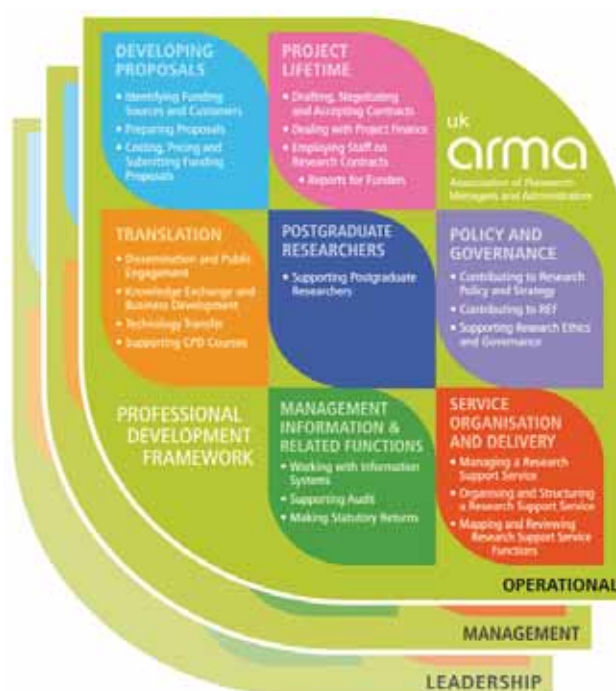 DEVELOPING
PROPOSALS
• Identifying Funding
Sources and Customers
• Preparing Proposals
• Costing, Pricing and
Submitting Funding
Proposals
PROJECT
LIFETIME
• Drafting, Negotiating
and Accepting Contracts
• Dealing with Project Finance
• Employing Staff on
Research Contracts
• Reports for Funders
uk
arma
Association of Research
Managers and Administrators
TRANSLATION
• Dissemination and Public
Engagement
• Knowledge Exchange and
Business Development
• Technology Transfer
• Supporting CPD Courses
POSTGRADUATE
RESEARCHERS
• Supporting Postgraduate
Researchers
POLICY AND
GOVERNANCE
• Contributing to Research
Policy and Strategy
• Contributing to REF
• Supporting Research Ethics
and Governance
PROFESSIONAL
DEVELOPMENT
FRAMEWORK
MANAGEMENT
INFORMATION &
RELATED FUNCTIONS
• Working with Information
Systems
• Supporting Audit
• Making Statutory Returns
SERVICE
ORGANISATION
AND DELIVERY
• Managing a Research
Support Service
• Organising and Structuring
a Research Support Service
• Mapping and Reviewing
Research Support Service
Functions
OPERATIONAL
MANAGEMENT
LEADERSHIP